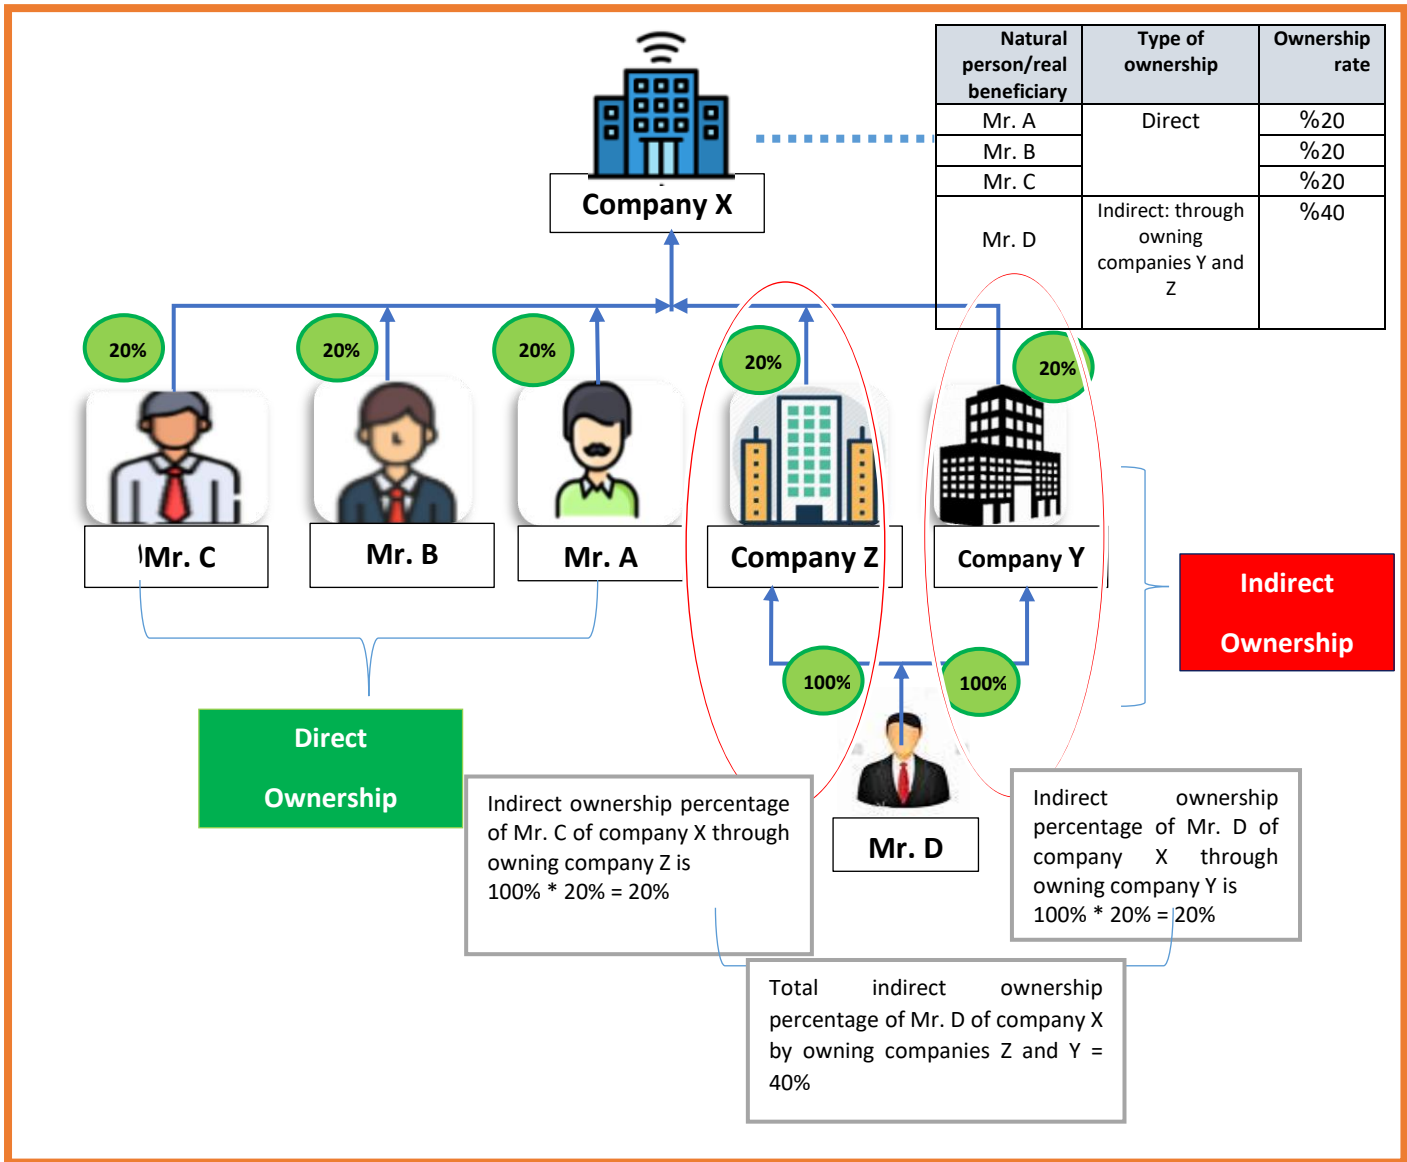 Natural person/real beneficiary
Type of ownership
Ownership rate
Mr. A
Direct
%20
Mr. B
%20
Mr. C
%20
Mr. D
Indirect: through
owning
companies Y and
Z
%40
Company X
20%
20%
20%
20%
20%
Mr. C
Mr. B
Mr. A
Company Z
Company Y
Indirect
Ownership
100%
100%
Direct
Ownership
Mr. D
Indirect ownership percentage
of Mr. C of company X through
owning company Z is
100% * 20% = 20%
Indirect ownership
percentage of Mr. D of
company X through
owning company Y is
100% * 20% = 20%
Total indirect ownership
percentage of Mr. D of company X
by owning companies Z and Y =
40%